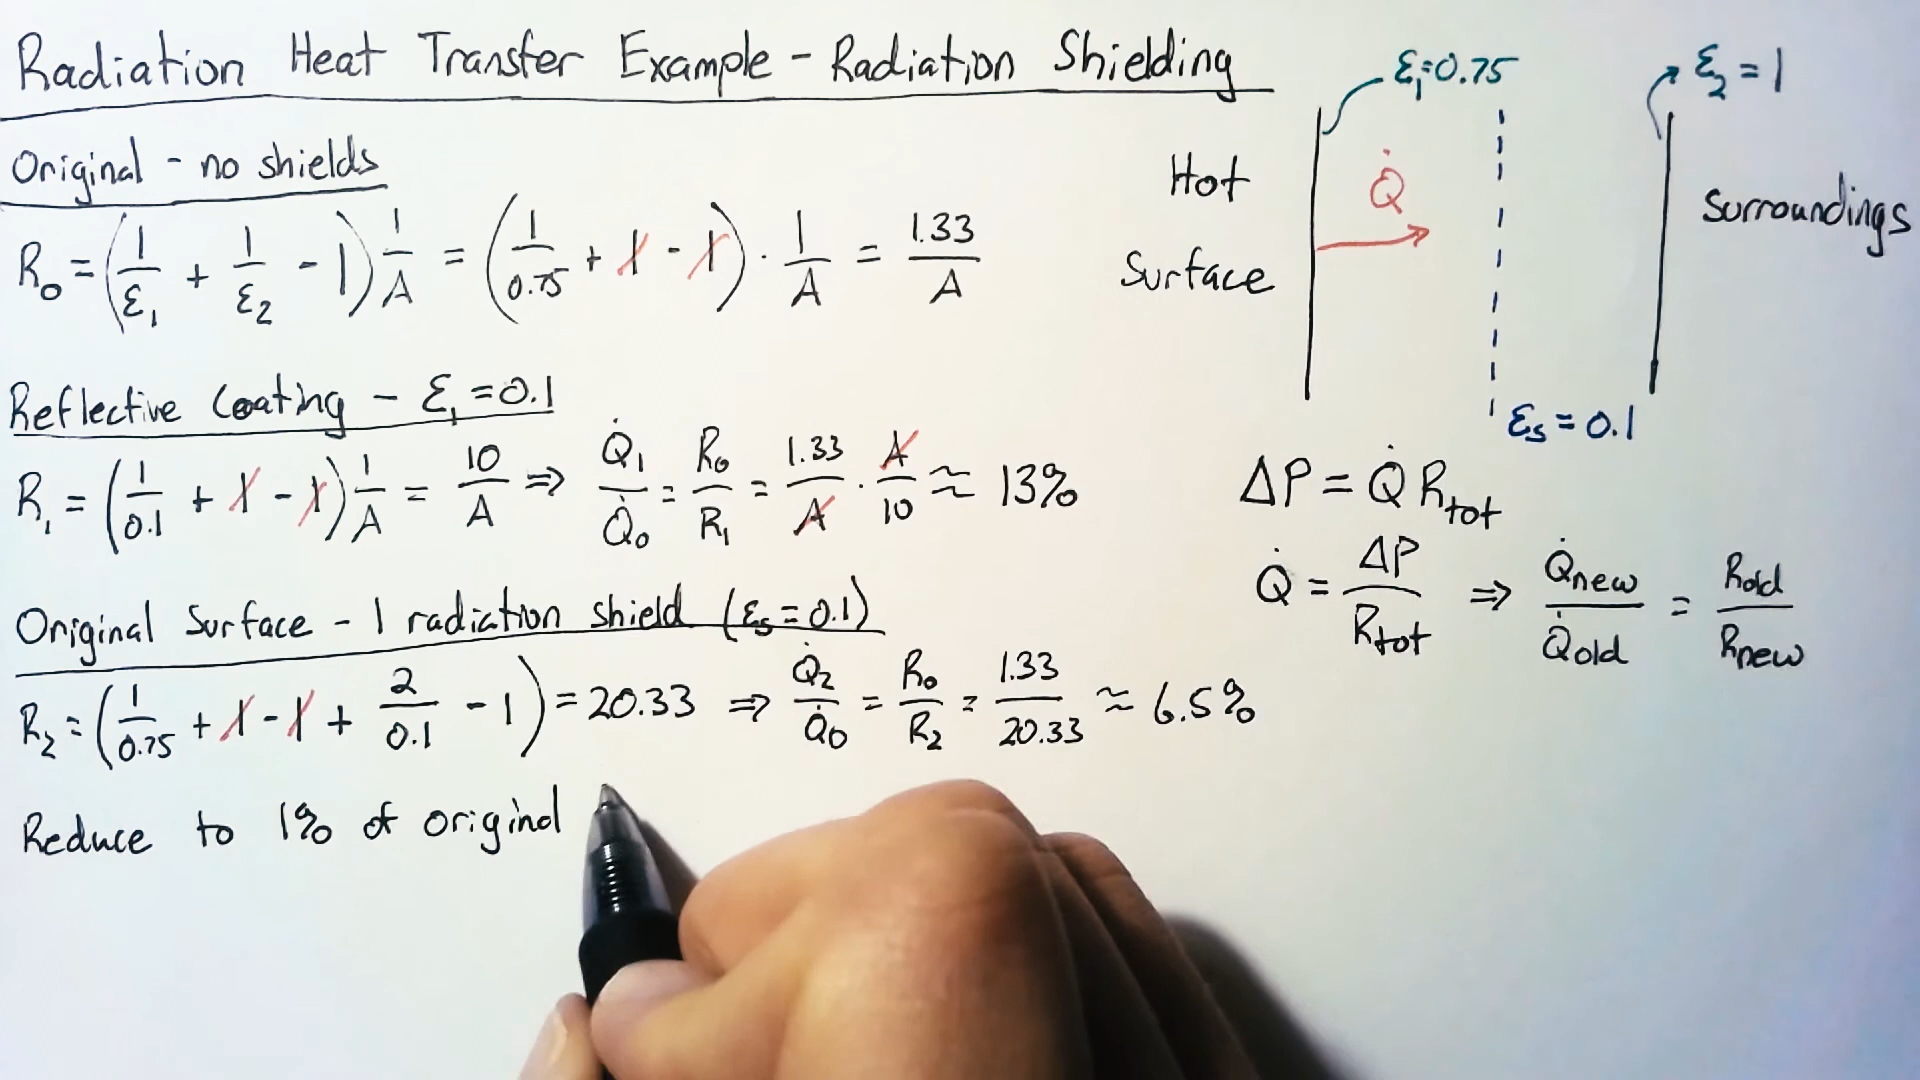 Radiation Heat Transfer Example - Radiation Shielding
Original - no shields
R₀ = (1/ε₁ + 1/ε₂ - 1) 1/A = (1/0.75 + 1 - 1) · 1/A = 1.33/A
Reflective Coating - ε₁ = 0.1
R₁ = (1/0.1 + 1 - 1) 1/A = 10/A ⇒ Q̇₁/Q̇₀ = R₀/R₁ = 1.33/A · A/10 ≈ 13%
Original Surface - 1 radiation shield (εs = 0.1)
R₂ = (1/0.75 + 1 - 1 + 2/0.1 - 1) = 20.33 ⇒ Q̇₂/Q̇₀ = R₀/R₂ = 1.33/20.33 ≈ 6.5%
Reduce to 1% of original
ε₁=0.75
ε₂ = 1
Hot
Surface
Q̇
surroundings
εs = 0.1
ΔP = Q̇ Rtot
Q̇ = ΔP/Rtot ⇒ Q̇new/Q̇old = Rold/Rnew